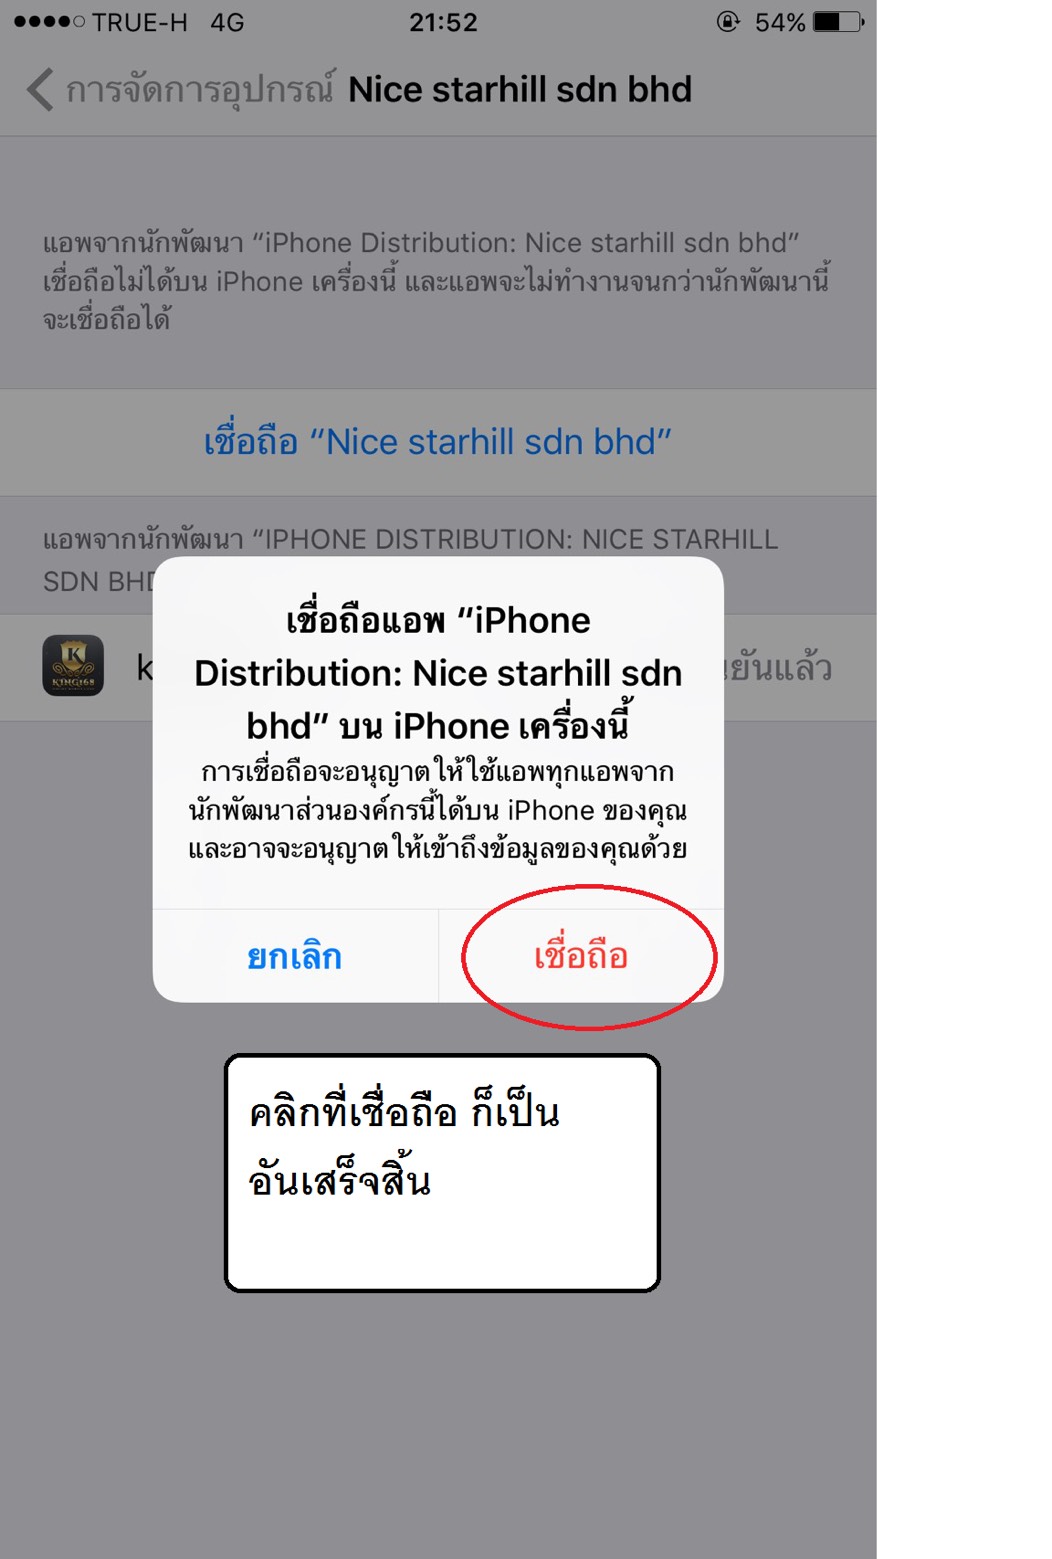 TRUE-H 4G 21:52 54%
การจัดการอุปกรณ์ Nice starhill sdn bhd
แอพจากนักพัฒนา “iPhone Distribution: Nice starhill sdn bhd”
เชื่อถือไม่ได้บน iPhone เครื่องนี้ และแอพจะไม่ทำงานจนกว่านักพัฒนานี้
จะเชื่อถือได้
เชื่อถือ “Nice starhill sdn bhd”
แอพจากนักพัฒนา “IPHONE DISTRIBUTION: NICE STARHILL
SDN BHD
KING168
เชื่อถือแอพ “iPhone
Distribution: Nice starhill sdn
bhd” บน iPhone เครื่องนี้
การเชื่อถือจะอนุญาตให้ใช้แอพทุกแอพจาก
นักพัฒนาส่วนองค์กรนี้ได้บน iPhone ของคุณ
และอาจจะอนุญาตให้เข้าถึงข้อมูลของคุณด้วย
ยกเลิก เชื่อถือ
คลิกที่เชื่อถือ ก็เป็น
อันเสร็จสิ้น